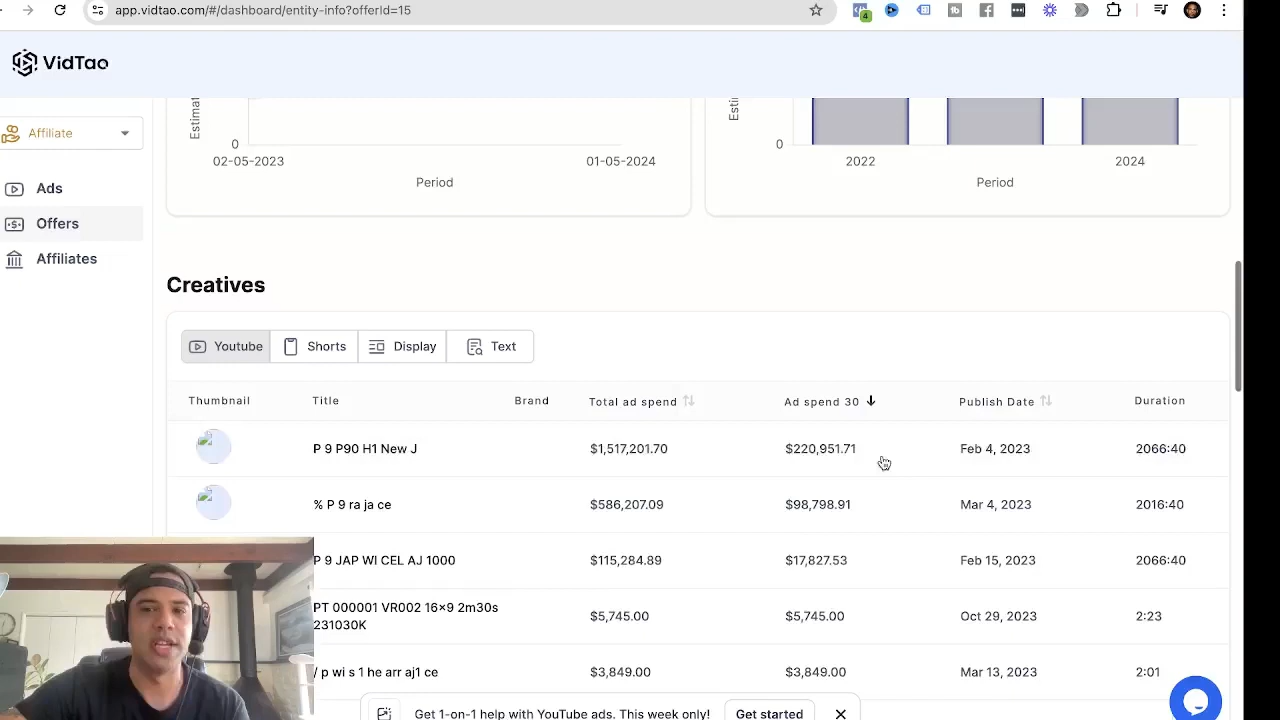 app.vidtao.com/#/dashboard/entity-info?offerId=15
4
VidTao
Affiliate
Ads
Offers
Affiliates
Estimat
0
02-05-2023
01-05-2024
Period
Esti
0
2022
2024
Period
Creatives
Youtube
Shorts
Display
Text
Thumbnail Title Brand Total ad spend Ad spend 30 Publish Date Duration
P 9 P90 H1 New J $1,517,201.70 $220,951.71 Feb 4, 2023 2066:40
% P 9 ra ja ce $586,207.09 $98,798.91 Mar 4, 2023 2016:40
P 9 JAP WI CEL AJ 1000 $115,284.89 $17,827.53 Feb 15, 2023 2066:40
PT 000001 VR002 16×9 2m30s
231030K $5,745.00 $5,745.00 Oct 29, 2023 2:23
/ p wi s 1 he arr aj1 ce $3,849.00 $3,849.00 Mar 13, 2023 2:01
Get 1-on-1 help with YouTube ads. This week only! Get started